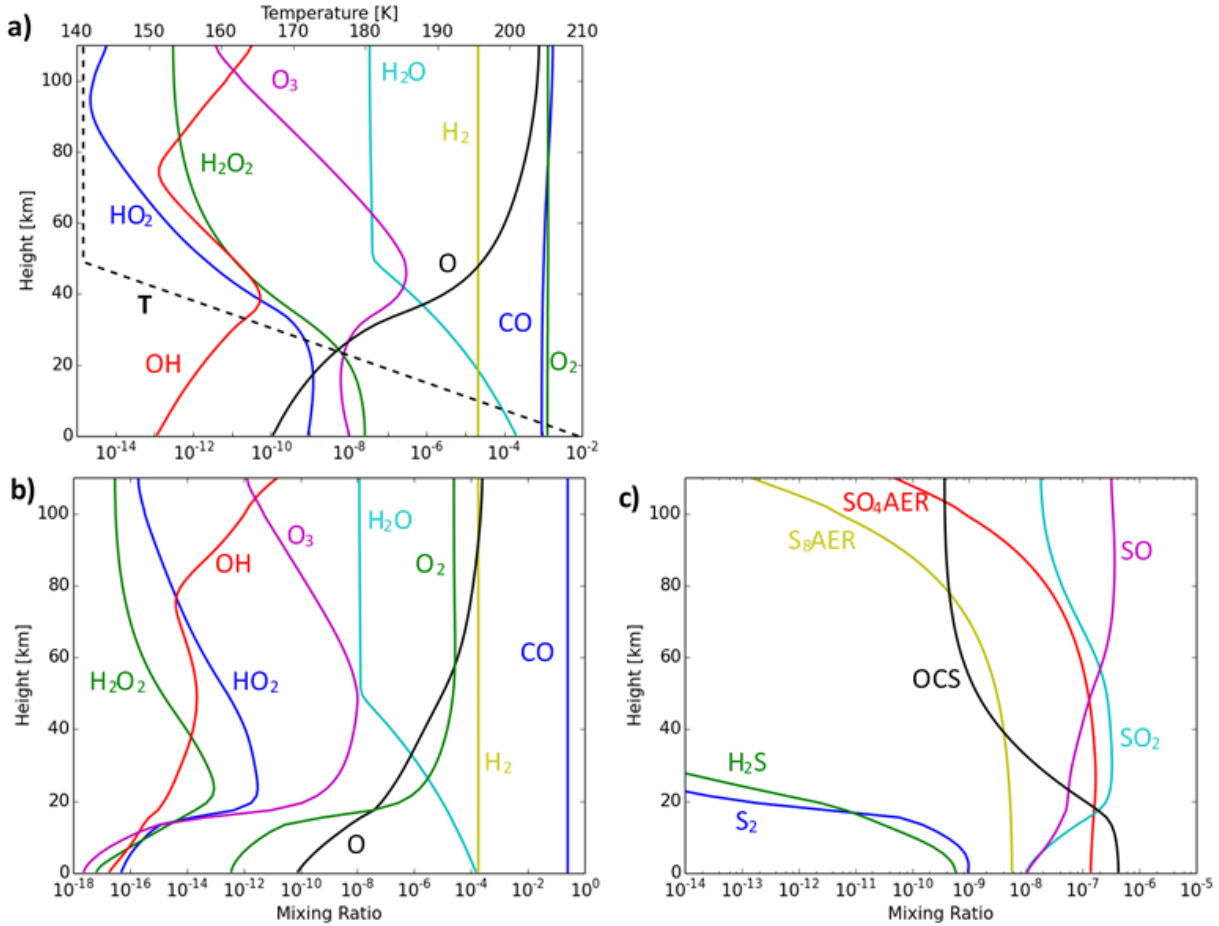 Temperature [K]
140 150 160 170 180 190 200 210
a)
100
80
60
40
20
0
Height [km]
O₃
H₂O
H₂
H₂O₂
HO₂
O
T
CO
OH
O₂
10⁻¹⁴ 10⁻¹² 10⁻¹⁰ 10⁻⁸ 10⁻⁶ 10⁻⁴ 10⁻²
b)
100
80
60
40
20
0
Height [km]
H₂O
O₃
OH
O₂
H₂O₂
HO₂
CO
H₂
O
10⁻¹⁸ 10⁻¹⁶ 10⁻¹⁴ 10⁻¹² 10⁻¹⁰ 10⁻⁸ 10⁻⁶ 10⁻⁴ 10⁻² 10⁰
Mixing Ratio
c)
100
80
60
40
20
0
Height [km]
SO₄AER
S₈AER
SO
OCS
SO₂
H₂S
S₂
10⁻¹⁴ 10⁻¹³ 10⁻¹² 10⁻¹¹ 10⁻¹⁰ 10⁻⁹ 10⁻⁸ 10⁻⁷ 10⁻⁶ 10⁻⁵
Mixing Ratio